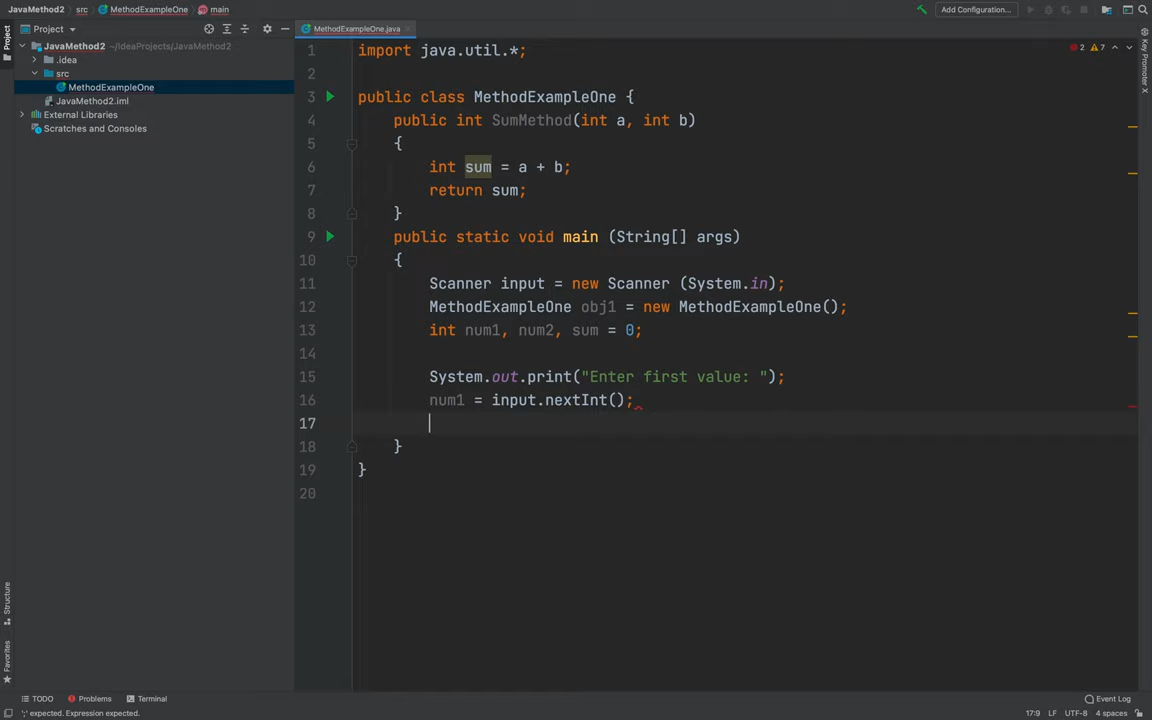 JavaMethod2 src MethodExampleOne main Add Configuration...
Project
JavaMethod2 ~/IdeaProjects/JavaMethod2
.idea
src
MethodExampleOne
JavaMethod2.iml
External Libraries
Scratches and Consoles
Project
Structure
Favorites
MethodExampleOne.java
1 import java.util.*;
2
3 public class MethodExampleOne {
4 public int SumMethod(int a, int b)
5 {
6 int sum = a + b;
7 return sum;
8 }
9 public static void main (String[] args)
10 {
11 Scanner input = new Scanner (System.in);
12 MethodExampleOne obj1 = new MethodExampleOne();
13 int num1, num2, sum = 0;
14
15 System.out.print("Enter first value: ");
16 num1 = input.nextInt();
17
18 }
19 }
20
2 7
Key Promoter X
TODO Problems Terminal Event Log
';' expected. Expression expected. 17:9 LF UTF-8 4 spaces